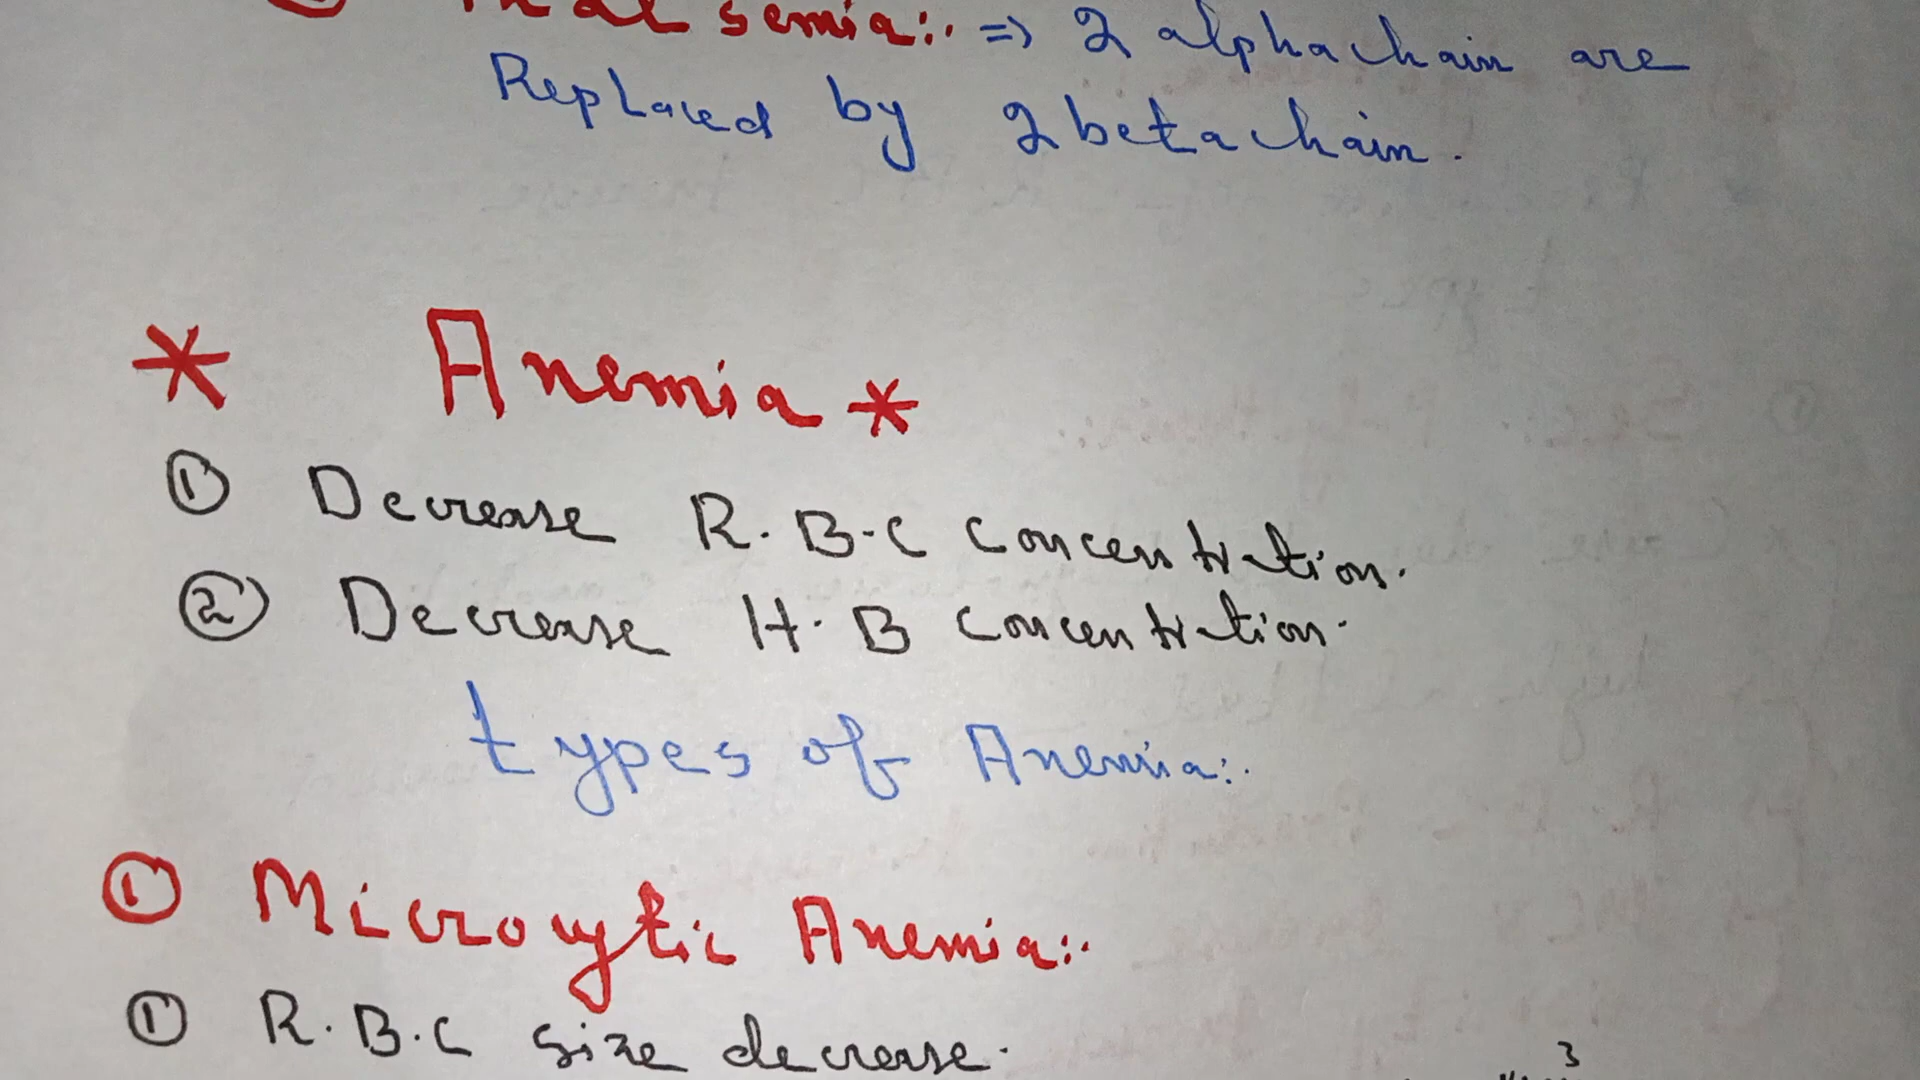 semia:. => 2 alpha chain are
Replaced by 2 beta chain.
* Anemia *
① Decrease R.B.C Concentration.
② Decrease H.B Concentration.
types of Anemia:.
① Microcytic Anemia:.
① R.B.C size decrease.
3